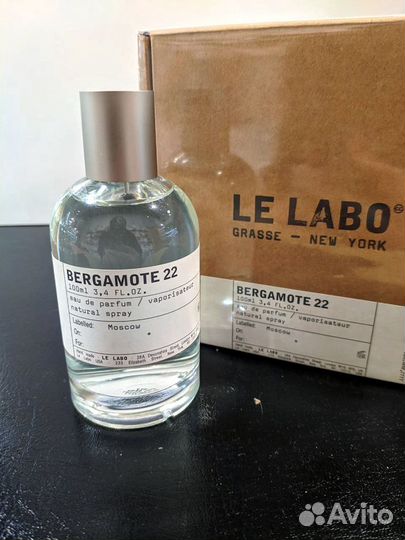 LE LABO
GRASSE – NEW YORK
BERGAMOTE 22
100ml 3,4 FL.OZ.
eau de parfum / vaporisateur
natural spray
Labelled: Moscow
On:
For:
LE LABO
BERGAMOTE 22
100ml 3,4 FL.OZ.
eau de parfum / vaporisateur
natural spray
Labelled: Moscow
On:
For:
Avito